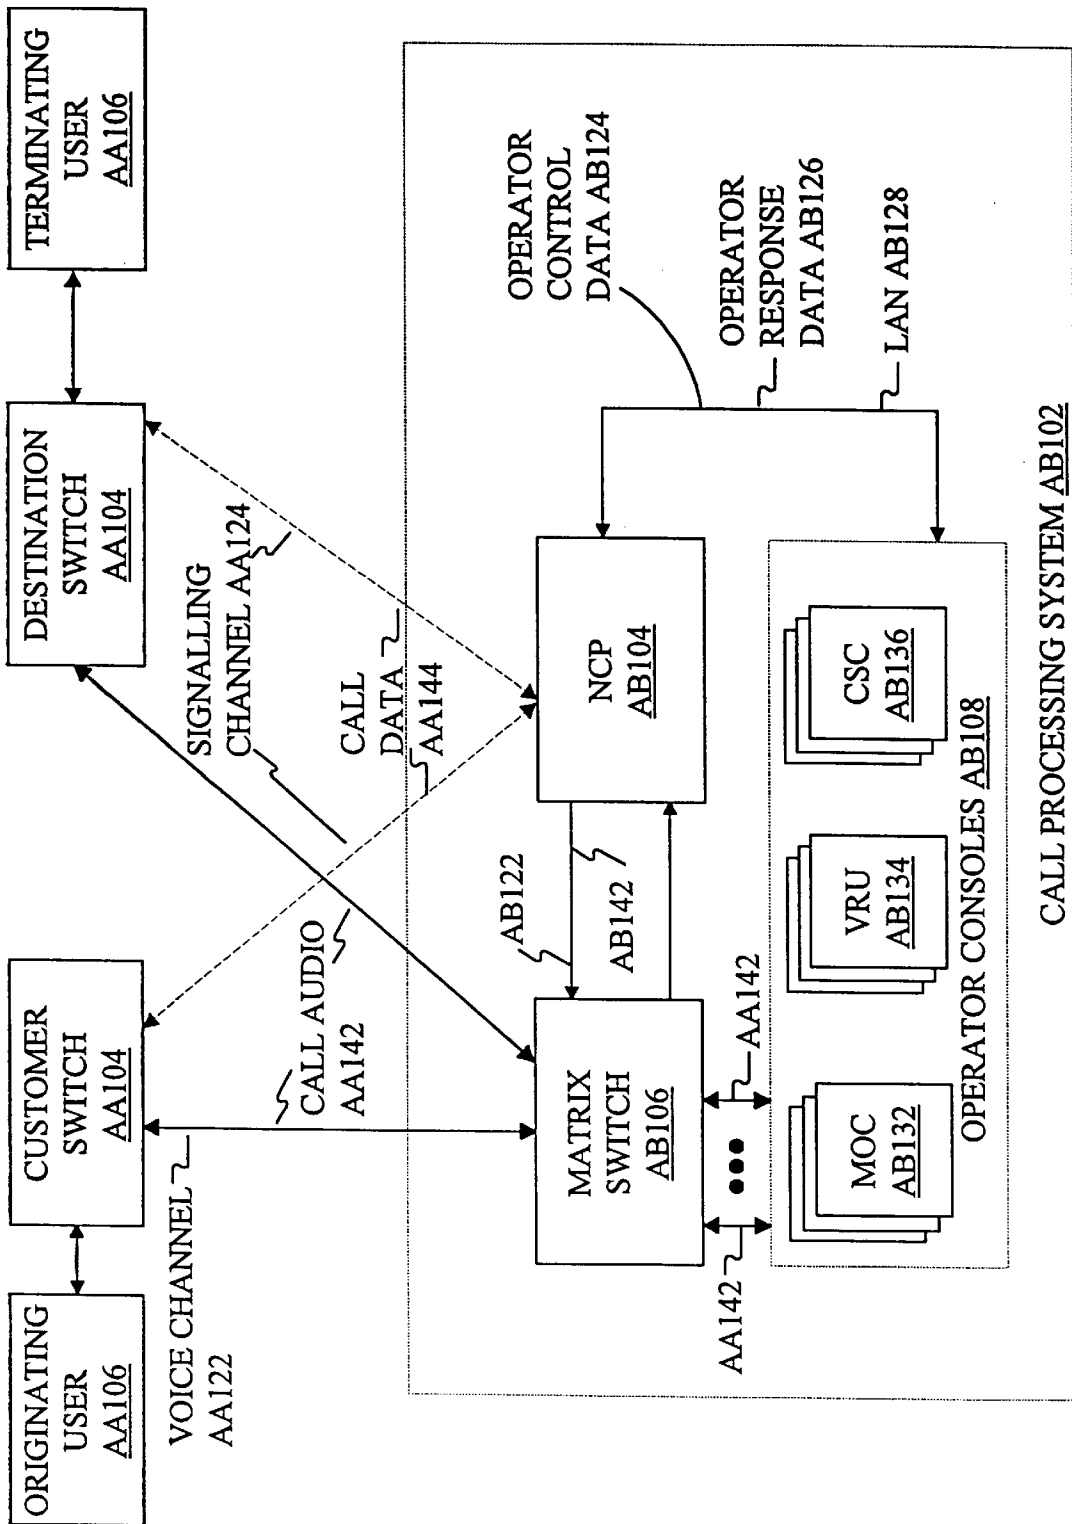 ORIGINATING
USER
AA106
CUSTOMER
SWITCH
AA104
DESTINATION
SWITCH
AA104
TERMINATING
USER
AA106
VOICE CHANNEL
AA122
CALL AUDIO
AA142
SIGNALLING
CHANNEL AA124
CALL
DATA
AA144
OPERATOR
CONTROL
DATA AB124
OPERATOR
RESPONSE
DATA AB126
LAN AB128
MATRIX
SWITCH
AB106
AB122
AB142
NCP
AB104
AA142
AA142
MOC
AB132
VRU
AB134
CSC
AB136
OPERATOR CONSOLES AB108
CALL PROCESSING SYSTEM AB102